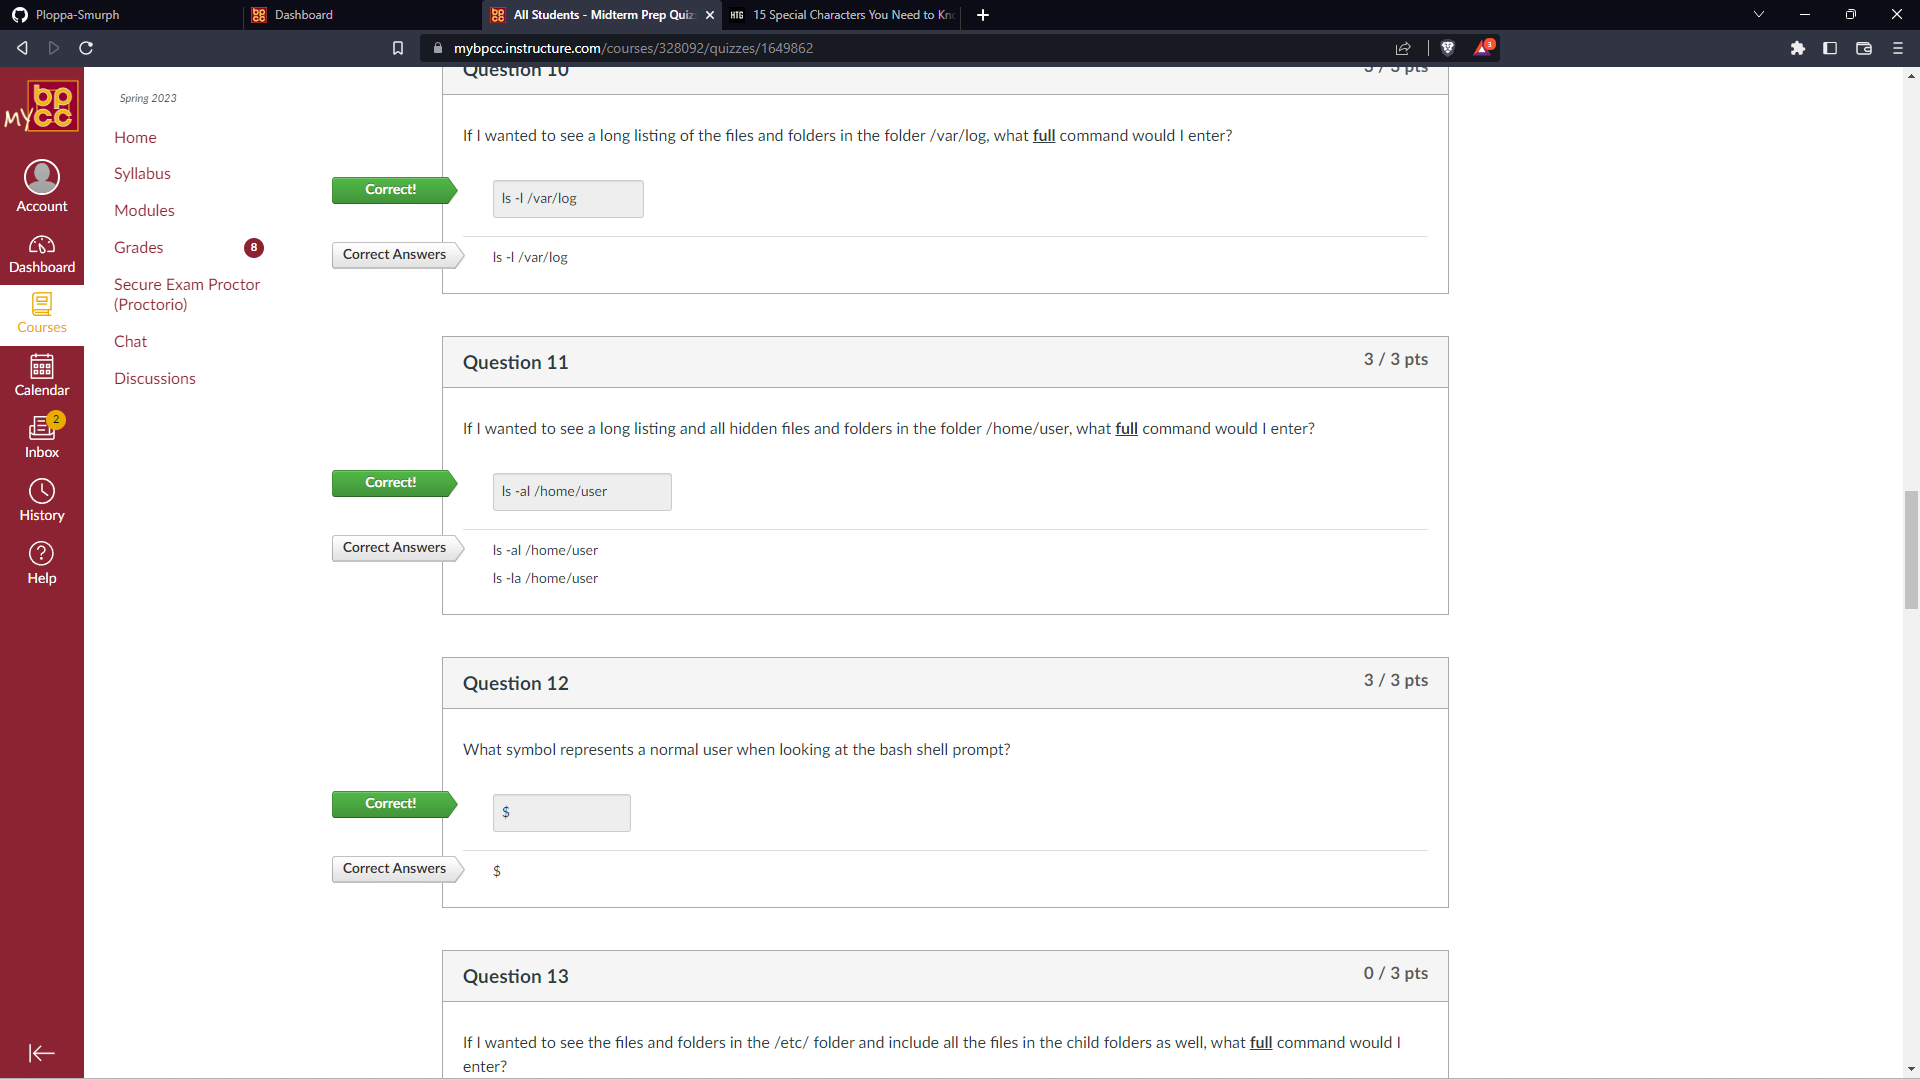 Ploppa-Smurph
Dashboard
All Students - Midterm Prep Quiz
HTG 15 Special Characters You Need to Kno
mybpcc.instructure.com/courses/328092/quizzes/1649862
3
MY bp cc
Spring 2023
Home
Syllabus
Modules
Grades 8
Secure Exam Proctor
(Proctorio)
Chat
Discussions
Account
Dashboard
Courses
Calendar
2
Inbox
History
Help
Question 10 3 / 3 pts
If I wanted to see a long listing of the files and folders in the folder /var/log, what full command would I enter?
Correct! ls -l /var/log
Correct Answers ls -l /var/log
Question 11 3 / 3 pts
If I wanted to see a long listing and all hidden files and folders in the folder /home/user, what full command would I enter?
Correct! ls -al /home/user
Correct Answers ls -al /home/user
ls -la /home/user
Question 12 3 / 3 pts
What symbol represents a normal user when looking at the bash shell prompt?
Correct! $
Correct Answers $
Question 13 0 / 3 pts
If I wanted to see the files and folders in the /etc/ folder and include all the files in the child folders as well, what full command would I
enter?